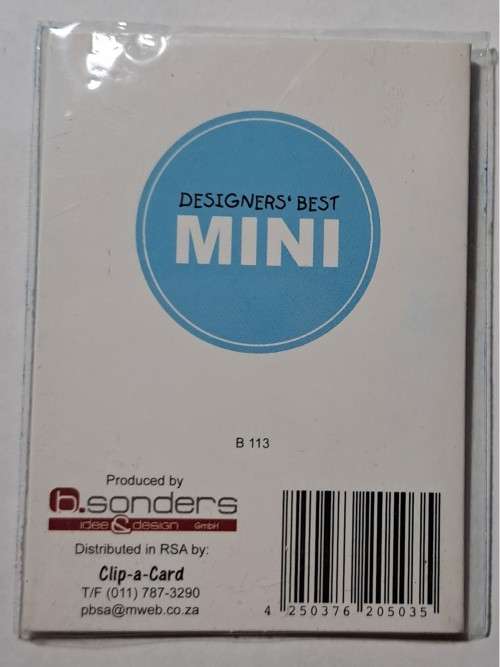 DESIGNERS' BEST
MINI
B 113
Produced by
b.sonders
idee & design GmbH
Distributed in RSA by:
Clip-a-Card
T/F (011) 787-3290
pbsa@mweb.co.za
4 250376 205035